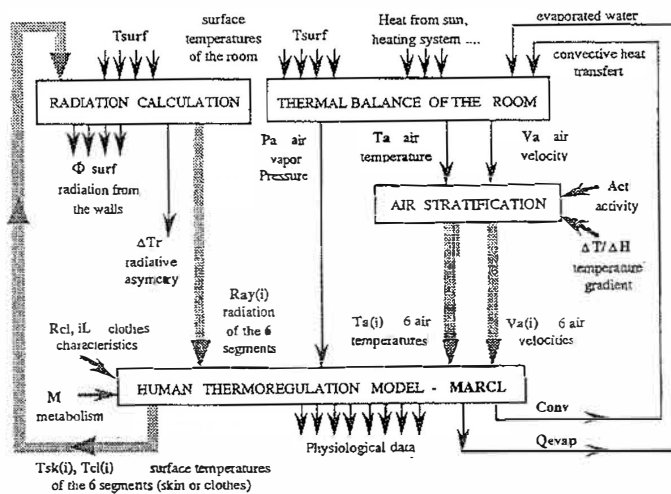 Tsurf
surface
temperatures
of the room
Tsurf
Heat from sun,
heating system ....
evaporated water
convective heat
transfert
RADIATION CALCULATION
THERMAL BALANCE OF THE ROOM
Φ surf
radiation from
the walls
Pa air
vapor
Pressure
Ta air
temperature
Va air
velocity
AIR STRATIFICATION
Act
activity
ΔTr
radiative
asymetry
ΔT/ΔH
temperature
gradient
Ray(i)
radiation
of the 6
segments
Rcl, iL clothes
characteristics
Ta(i) 6 air
temperatures
Va(i) 6 air
velocities
HUMAN THERMOREGULATION MODEL - MARCL
M
metabolism
Conv
Physiological data
Qevap
Tsk(i), Tcl(i) surface temperatures
of the 6 segments (skin or clothes)